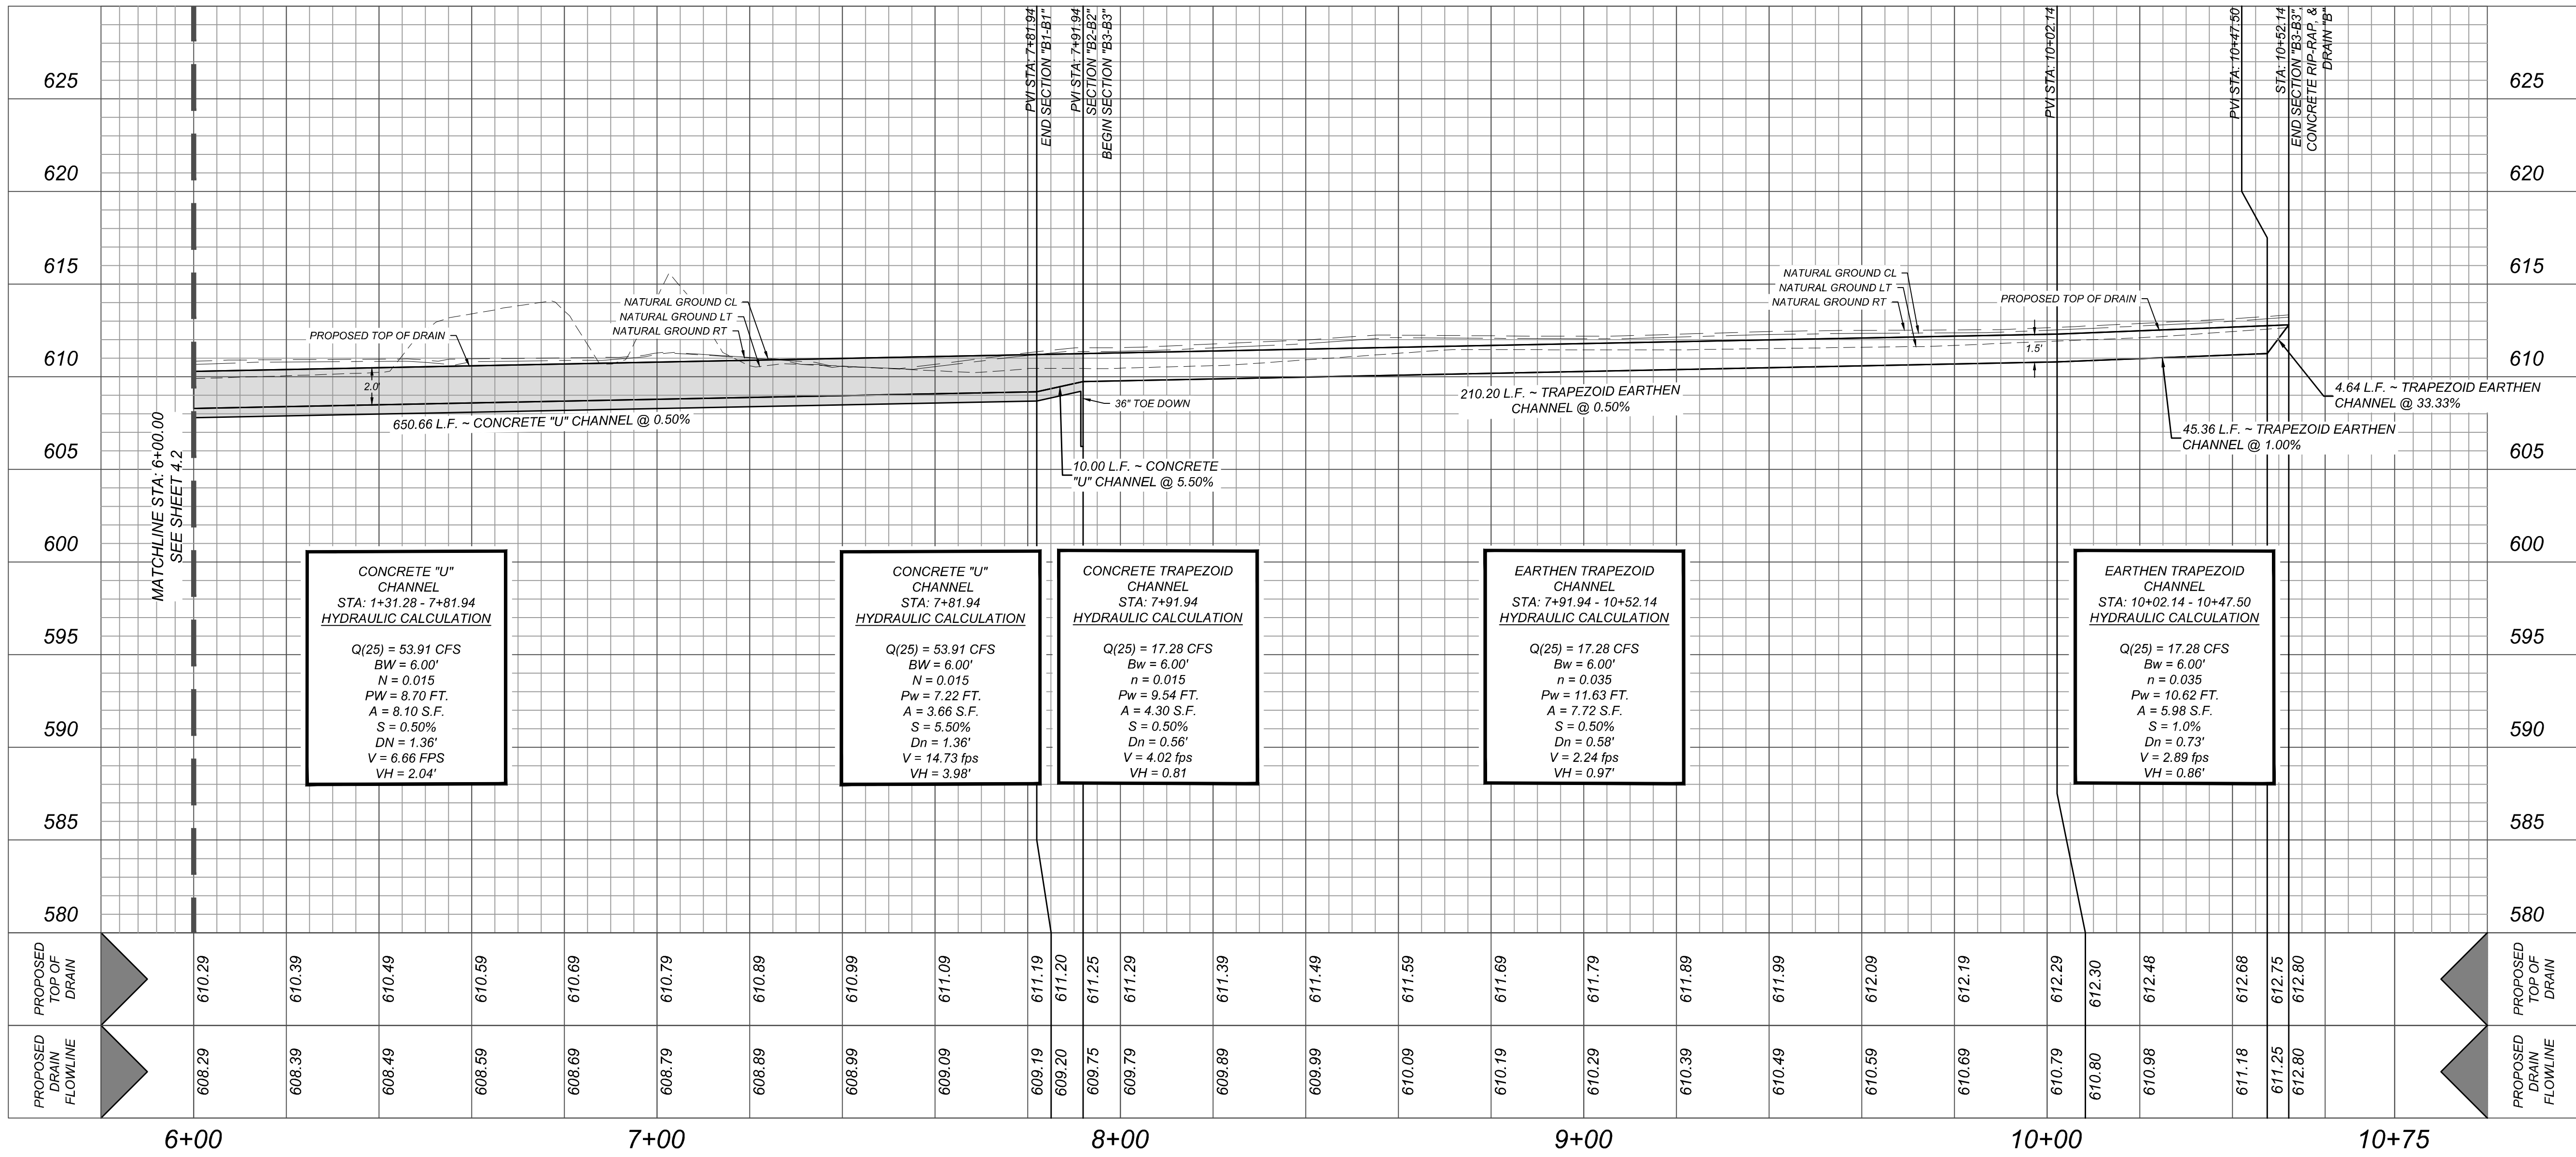 PVI STA: 7+81.94
END SECTION "B1-B1"
PVI STA: 7+91.94
SECTION "B2-B2"
BEGIN SECTION "B3-B3"
PVI STA: 10+02.14
PVI STA: 10+47.50
STA: 10+52.14
END SECTION "B3-B3",
CONCRETE RIP-RAP, &
DRAIN "B"
625
625
620
620
615
615
610
610
605
605
600
600
595
595
590
590
585
585
580
580
NATURAL GROUND CL
NATURAL GROUND LT
NATURAL GROUND RT
PROPOSED TOP OF DRAIN
2.0'
650.66 L.F. ~ CONCRETE "U" CHANNEL @ 0.50%
MATCHLINE STA: 6+00.00
SEE SHEET 4.2
36" TOE DOWN
10.00 L.F. ~ CONCRETE
"U" CHANNEL @ 5.50%
210.20 L.F. ~ TRAPEZOID EARTHEN
CHANNEL @ 0.50%
NATURAL GROUND CL
NATURAL GROUND LT
NATURAL GROUND RT
PROPOSED TOP OF DRAIN
1.5'
4.64 L.F. ~ TRAPEZOID EARTHEN
CHANNEL @ 33.33%
45.36 L.F. ~ TRAPEZOID EARTHEN
CHANNEL @ 1.00%
CONCRETE "U"
CHANNEL
STA: 1+31.28 - 7+81.94
HYDRAULIC CALCULATION
Q(25) = 53.91 CFS
BW = 6.00'
N = 0.015
PW = 8.70 FT.
A = 8.10 S.F.
S = 0.50%
DN = 1.36'
V = 6.66 FPS
VH = 2.04'
CONCRETE "U"
CHANNEL
STA: 7+81.94
HYDRAULIC CALCULATION
Q(25) = 53.91 CFS
BW = 6.00'
N = 0.015
Pw = 7.22 FT.
A = 3.66 S.F.
S = 5.50%
Dn = 1.36'
V = 14.73 fps
VH = 3.98'
CONCRETE TRAPEZOID
CHANNEL
STA: 7+91.94
HYDRAULIC CALCULATION
Q(25) = 17.28 CFS
Bw = 6.00'
n = 0.015
Pw = 9.54 FT.
A = 4.30 S.F.
S = 0.50%
Dn = 0.56'
V = 4.02 fps
VH = 0.81
EARTHEN TRAPEZOID
CHANNEL
STA: 7+91.94 - 10+52.14
HYDRAULIC CALCULATION
Q(25) = 17.28 CFS
Bw = 6.00'
n = 0.035
Pw = 11.63 FT.
A = 7.72 S.F.
S = 0.50%
Dn = 0.58'
V = 2.24 fps
VH = 0.97'
EARTHEN TRAPEZOID
CHANNEL
STA: 10+02.14 - 10+47.50
HYDRAULIC CALCULATION
Q(25) = 17.28 CFS
Bw = 6.00'
n = 0.035
Pw = 10.62 FT.
A = 5.98 S.F.
S = 1.0%
Dn = 0.73'
V = 2.89 fps
VH = 0.86'
PROPOSED
TOP OF
DRAIN
610.29
610.39
610.49
610.59
610.69
610.79
610.89
610.99
611.09
611.19
611.20
611.25
611.29
611.39
611.49
611.59
611.69
611.79
611.89
611.99
612.09
612.19
612.29
612.30
612.48
612.68
612.75
612.80
PROPOSED
TOP OF
DRAIN
PROPOSED
DRAIN
FLOWLINE
608.29
608.39
608.49
608.59
608.69
608.79
608.89
608.99
609.09
609.19
609.20
609.75
609.79
609.89
609.99
610.09
610.19
610.29
610.39
610.49
610.59
610.69
610.79
610.80
610.98
611.18
611.25
612.80
PROPOSED
DRAIN
FLOWLINE
6+00
7+00
8+00
9+00
10+00
10+75